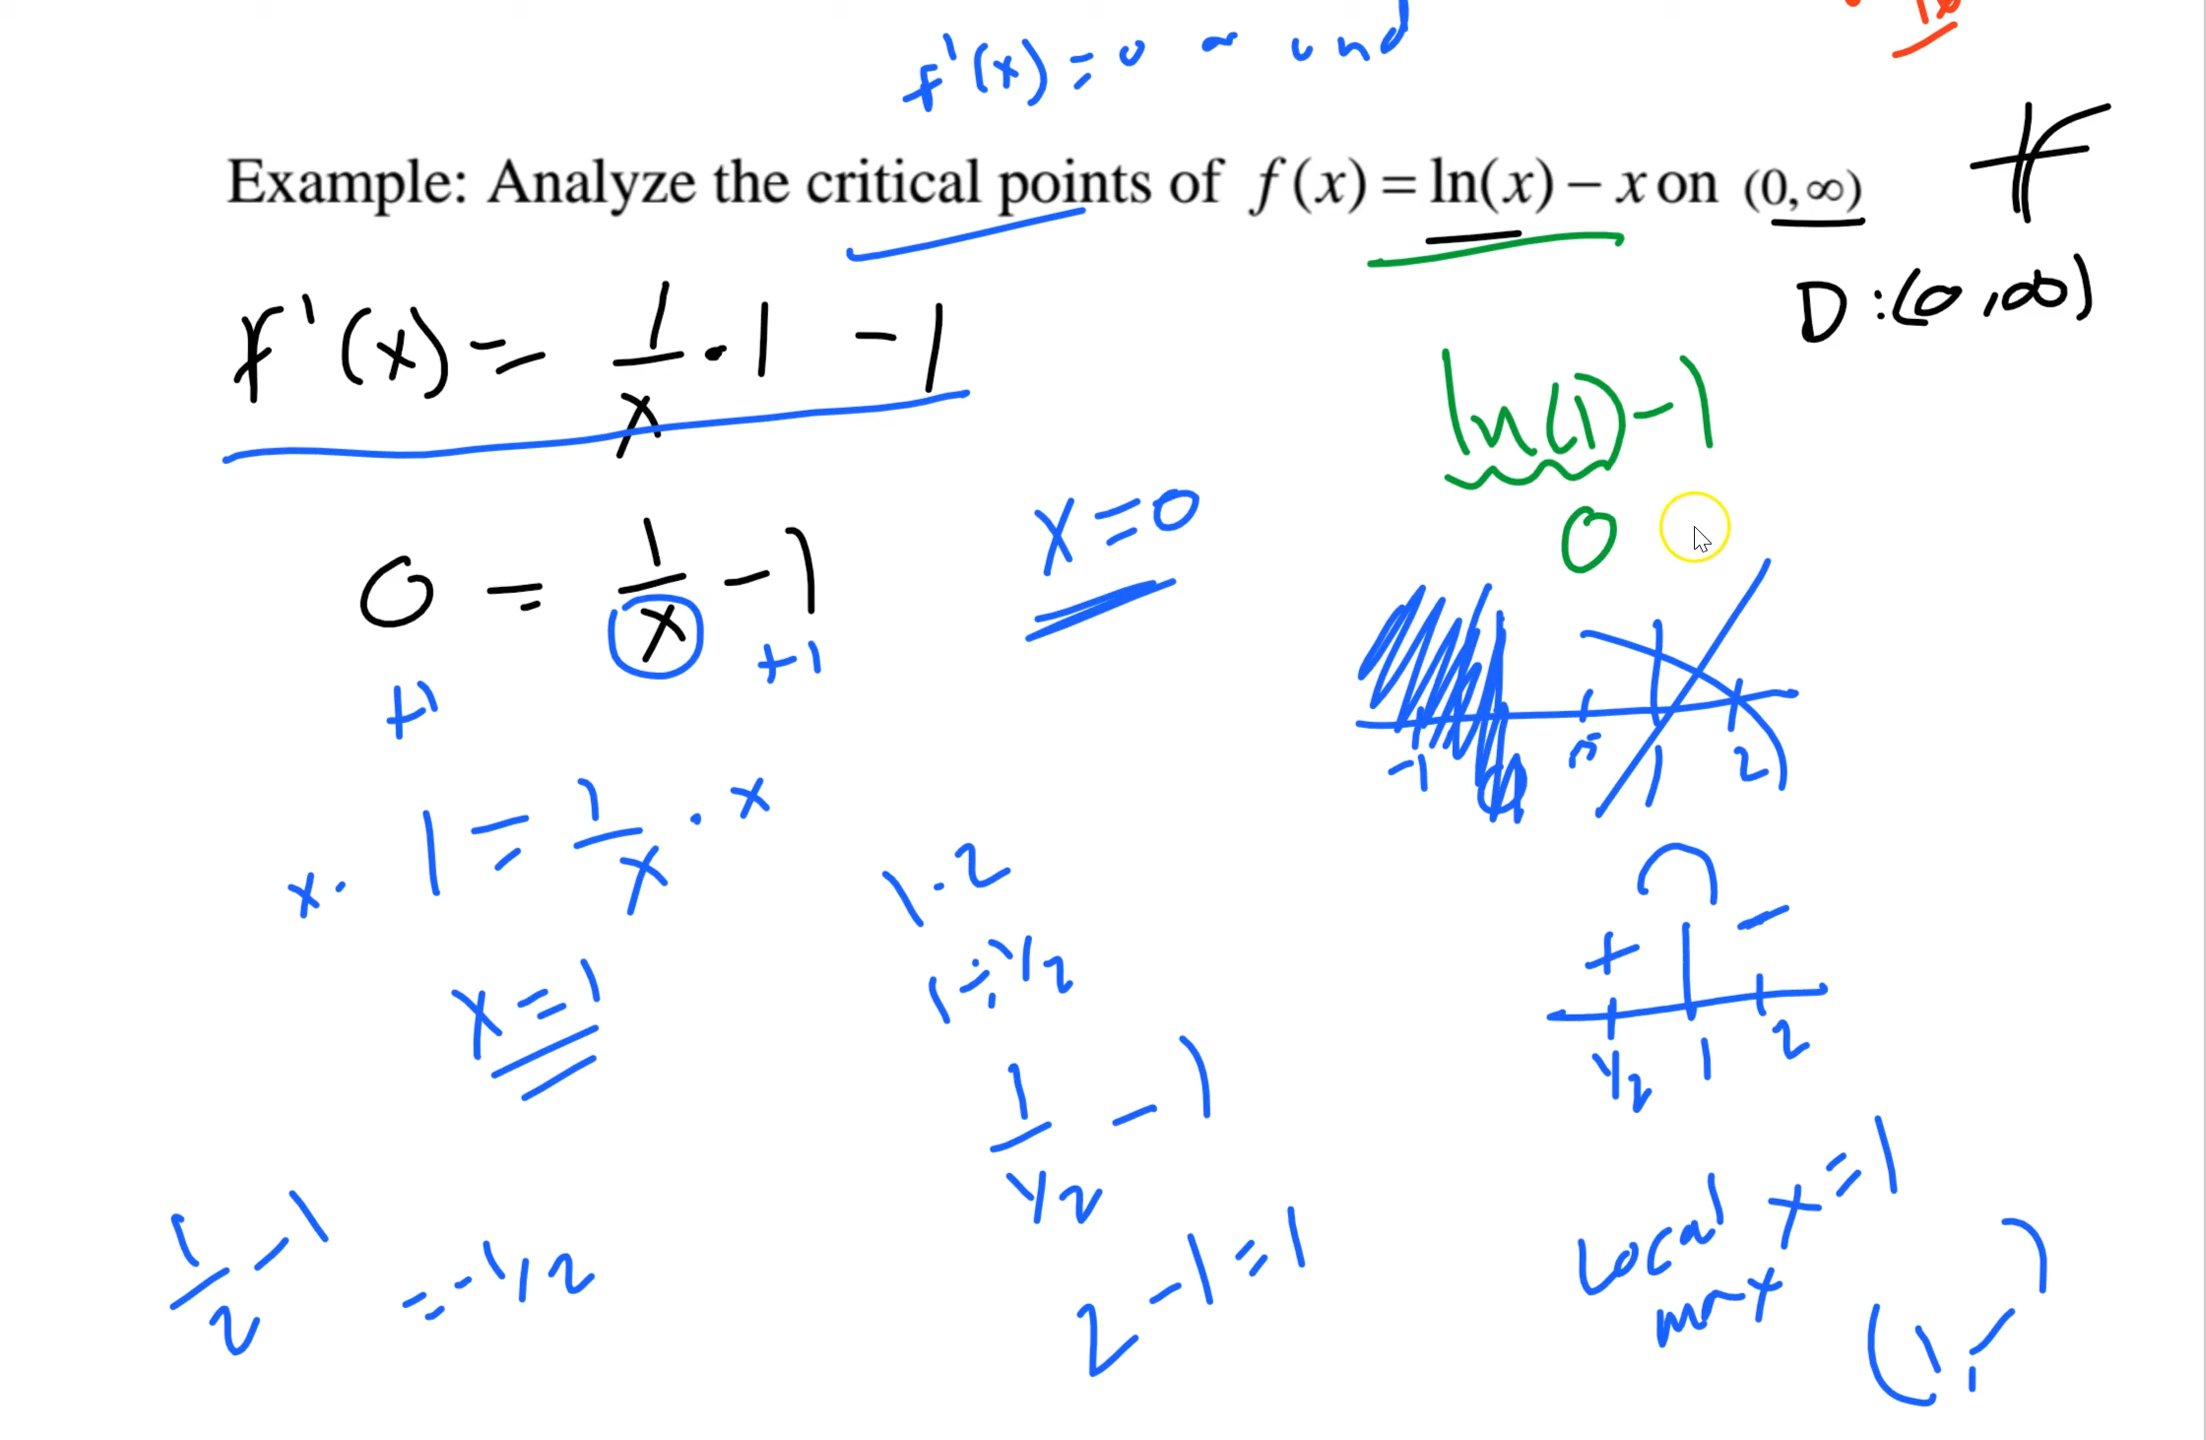 f'(x) = 0 or und
Example: Analyze the critical points of f(x) = ln(x) – x on (0,∞)
D:(0,∞)
f'(x) = 1/x · 1 - 1
ln(1) - 1
0
0 = 1/x - 1
x = 0
+1 +1
-1 0 .5 1 2
x · 1 = 1/x · x
1 · 2
1 ÷ 1/2
+ -
x = 1
1/2 1 2
1/(1/2) - 1
1/2 - 1 = -1/2
2 - 1 = 1
Local x = 1
max
(1, )